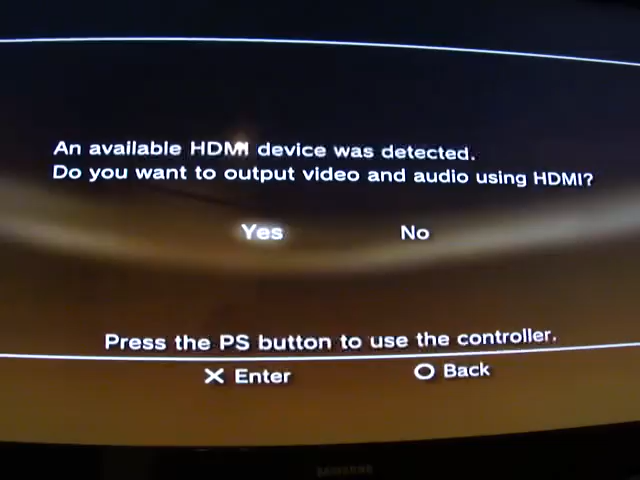 An available HDMI device was detected.
Do you want to output video and audio using HDMI?
Yes No
Press the PS button to use the controller.
X Enter O Back
SAMSUNG